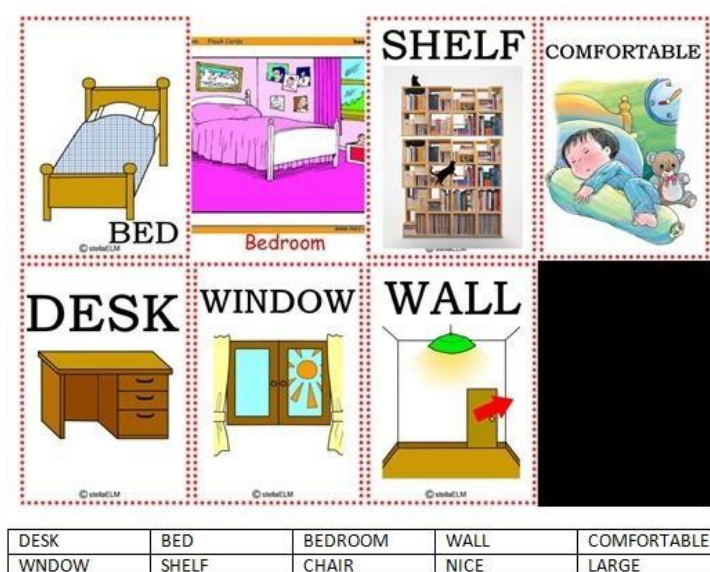 Flash Cards
SHELF
COMFORTABLE
BED
© stellaELM
Bedroom
© stellaELM
DESK
WINDOW
WALL
© stellaELM
© stellaELM
© stellaELM
DESK BED BEDROOM WALL COMFORTABLE
WNDOW SHELF CHAIR NICE LARGE